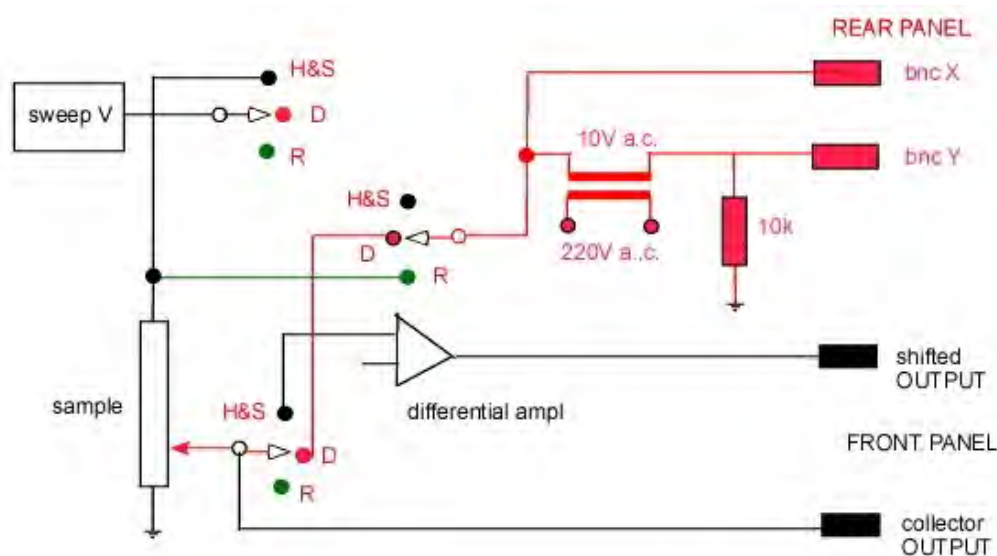 REAR PANEL
H&S
bnc X
sweep V
D
R
10V a.c.
bnc Y
H&S
10k
D
220V a..c.
R
shifted
OUTPUT
sample
H&S
differential ampl
D
FRONT PANEL
R
collector
OUTPUT